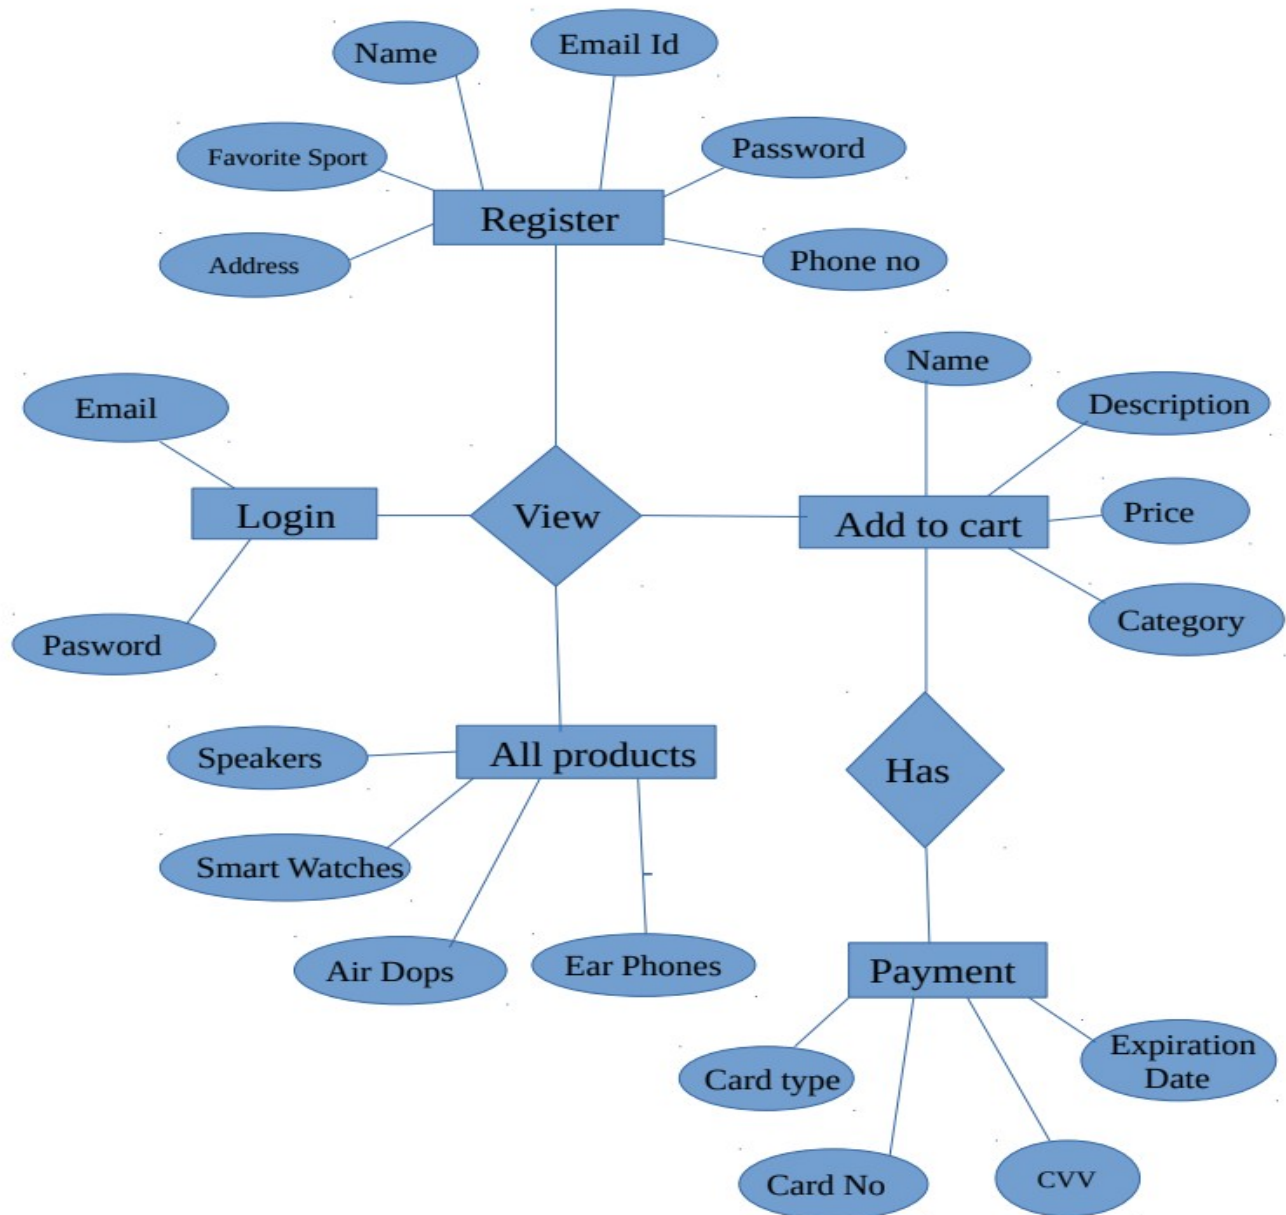 Name
Email Id
Favorite Sport
Password
Register
Address
Phone no
Name
Description
Email
Login
View
Add to cart
Price
Category
Pasword
Speakers
All products
Has
Smart Watches
Air Dops
Ear Phones
Payment
Card type
Expiration
Date
Card No
CVV